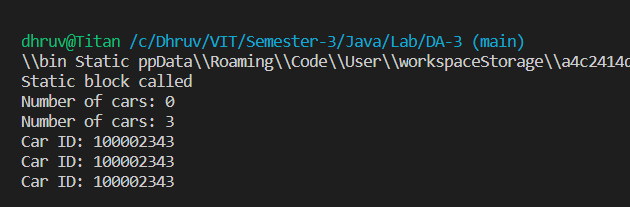 dhruv@Titan /c/Dhruv/VIT/Semester-3/Java/Lab/DA-3 (main)
\\bin Static ppData\\Roaming\\Code\\User\\workspaceStorage\\a4c2414d
Static block called
Number of cars: 0
Number of cars: 3
Car ID: 100002343
Car ID: 100002343
Car ID: 100002343